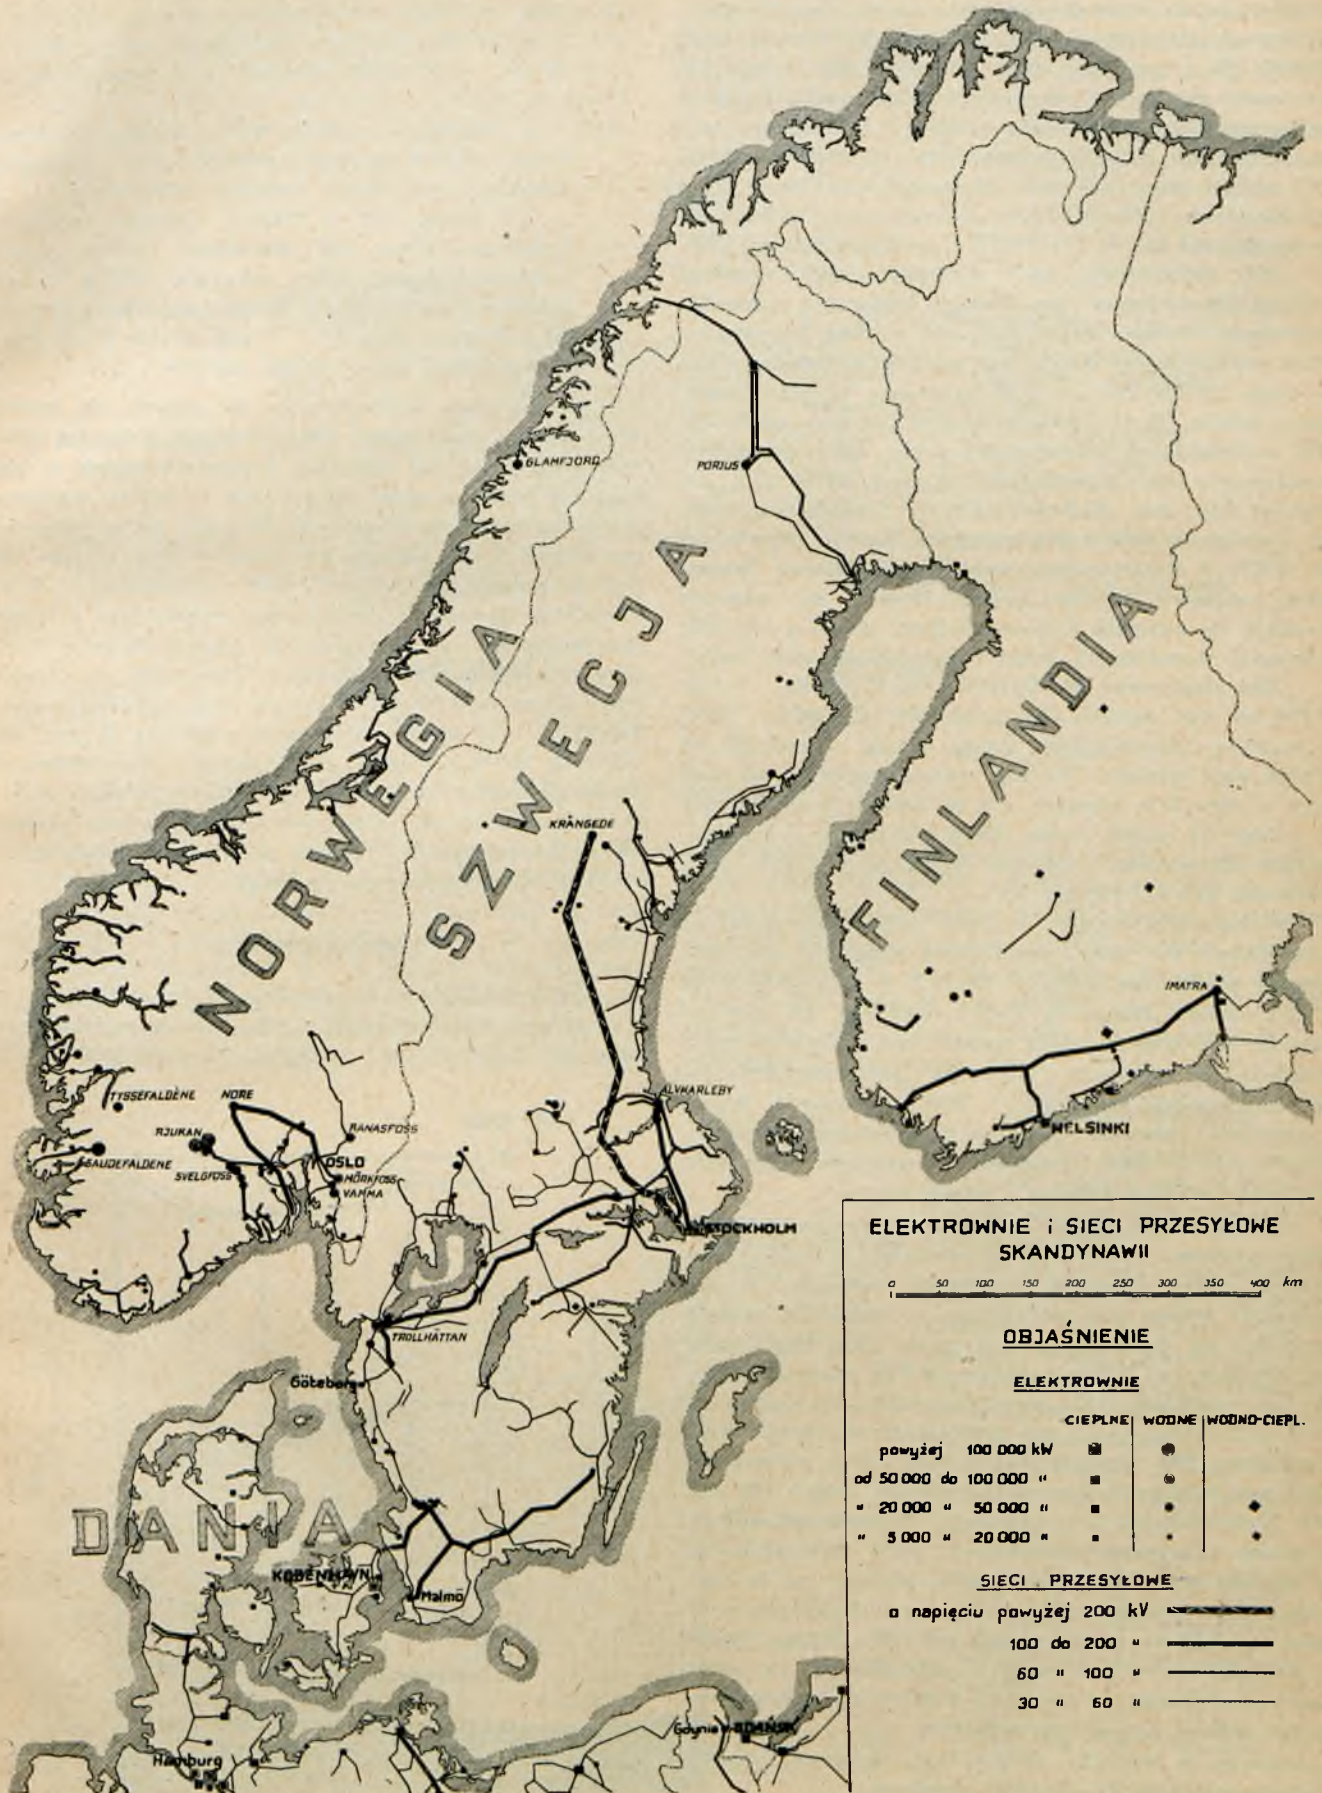 GLAMFJORD
PORJUS
NORWEGIA
SZWECJA
FINLANDIA
KRÅNGEDE
IMATRA
TYSSEFALDÈNE
NORE
ÄLVKARLEBY
RJUKAN
RANASFOSS
HELSINKI
SAUDEFALDENE
OSLO
SVELGFOSS
MÖRKFOSS
VAMMA
STOCKHOLM
TROLLHÄTTAN
Göteborg
DANIA
KØBENHAWN
Malmö
Gdynia
GDAŃSK
Hamburg
ELEKTROWNIE i SIECI PRZESYŁOWE
SKANDYNAWII
0 50 100 150 200 250 300 350 400 km
OBJAŚNIENIE
ELEKTROWNIE
CIEPLNE WODNE WODNO-CIEPL.
powyżej 100 000 kW
od 50 000 do 100 000 "
" 20 000 " 50 000 "
" 5 000 " 20 000 "
SIECI PRZESYŁOWE
o napięciu powyżej 200 kV
100 do 200 "
60 " 100 "
30 " 60 "